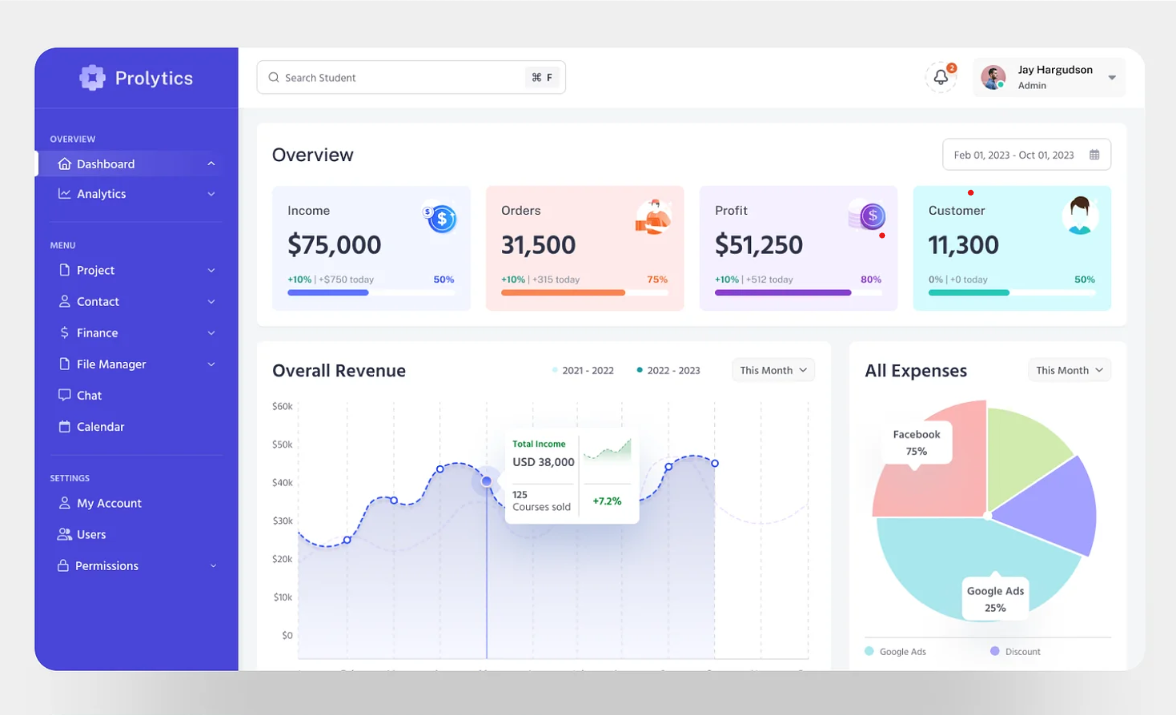 Prolytics
Search Student
⌘ F
2
Jay Hargudson
Admin
OVERVIEW
Dashboard
Analytics
MENU
Project
Contact
Finance
File Manager
Chat
Calendar
SETTINGS
My Account
Users
Permissions
Overview
Feb 01, 2023 - Oct 01, 2023
Income
$75,000
+10% | +$750 today
50%
Orders
31,500
+10% | +315 today
75%
Profit
$51,250
+10% | +512 today
80%
Customer
11,300
0% | +0 today
50%
Overall Revenue
2021 - 2022
2022 - 2023
This Month
$60k
$50k
$40k
$30k
$20k
$10k
$0
Total Income
USD 38,000
125
Courses sold
+7.2%
All Expenses
This Month
Facebook
75%
Google Ads
25%
Google Ads
Discount